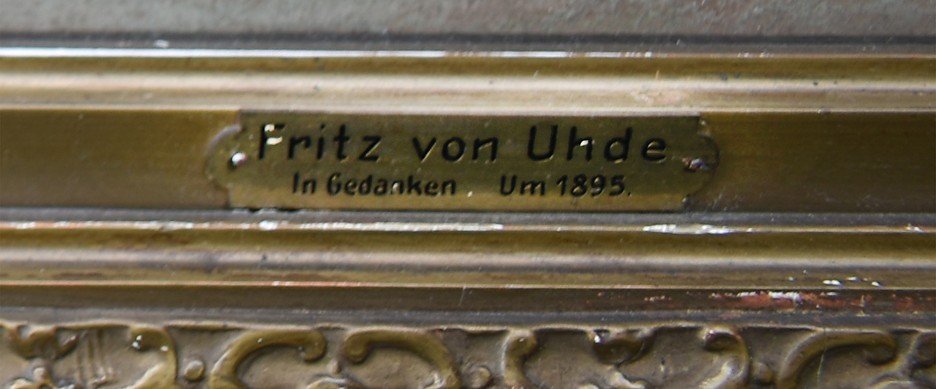 Fritz von Uhde
In Gedanken. Um 1895.